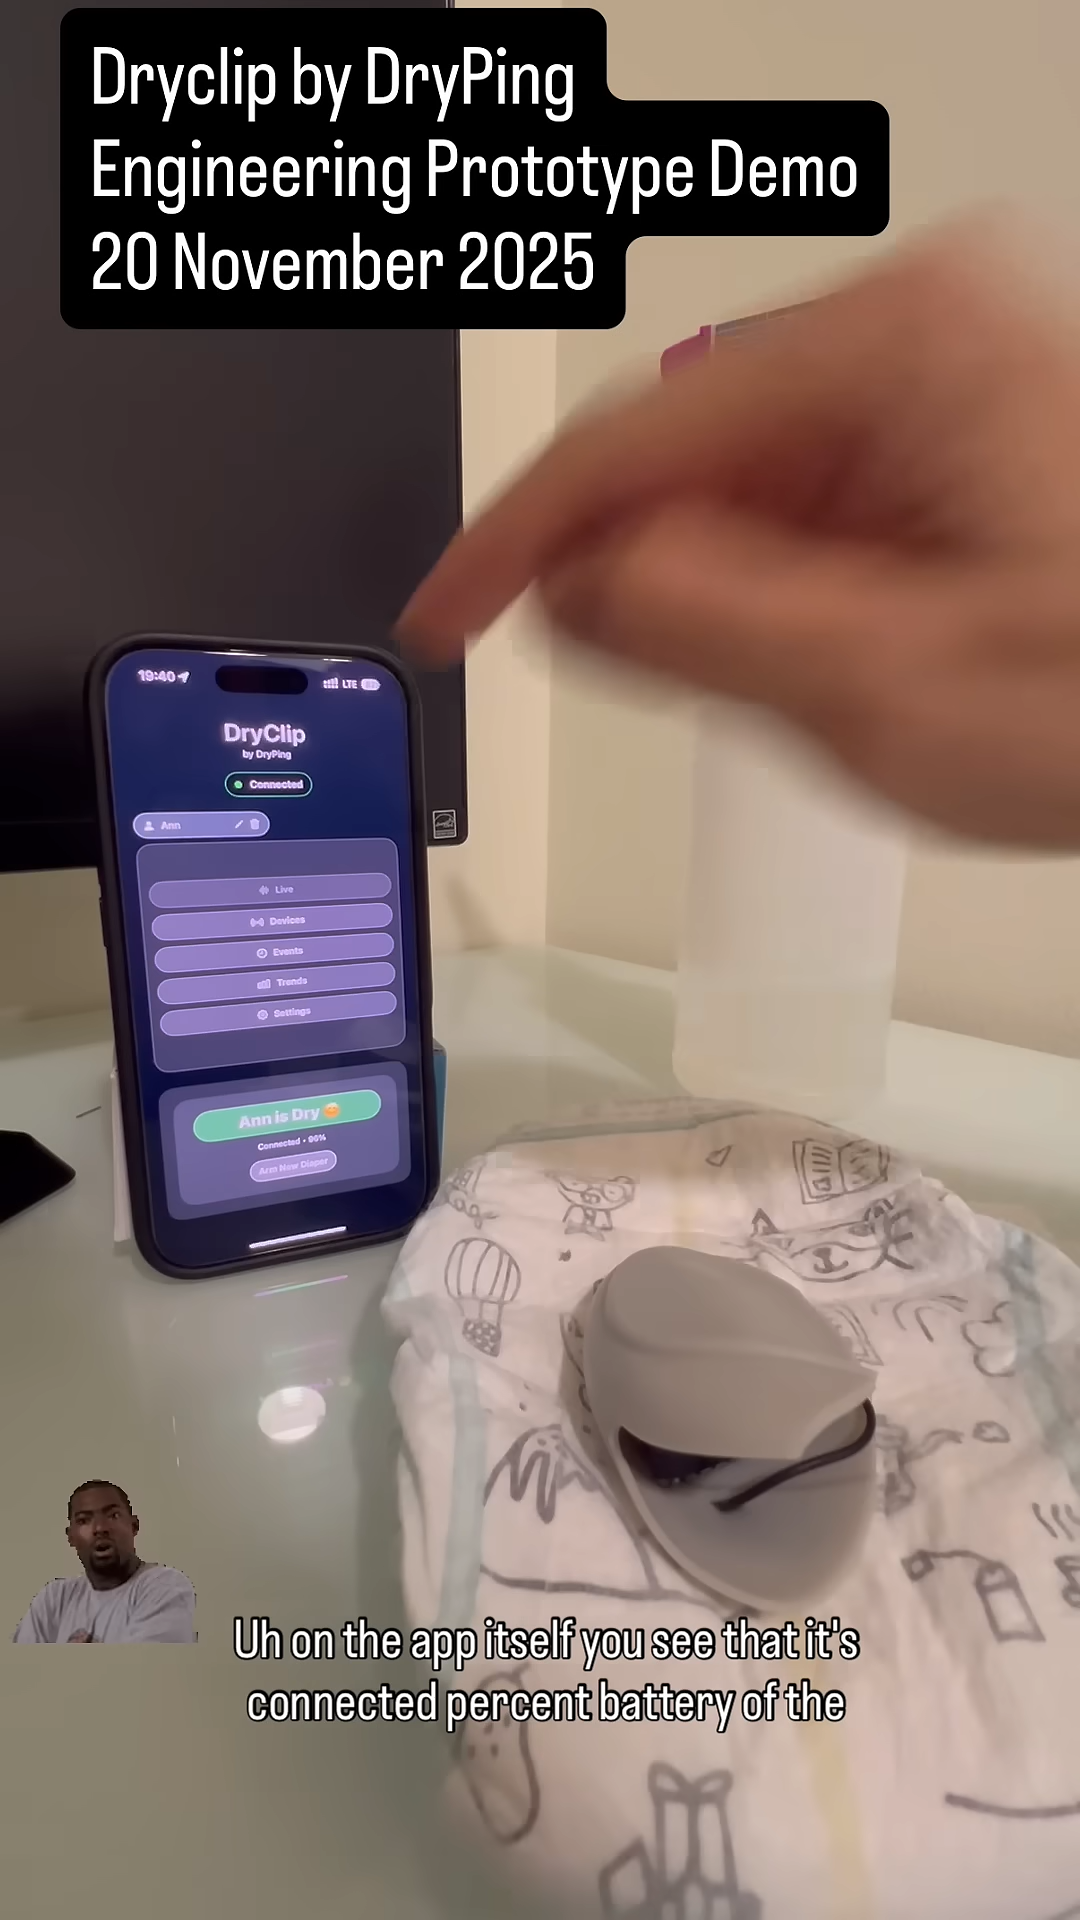 Dryclip by DryPing
Engineering Prototype Demo
20 November 2025
19:40
LTE
DryClip
by DryPing
Connected
Ann
Live
Devices
Events
Trends
Settings
Ann is Dry
Connected • 96%
Arm New Diaper
Uh on the app itself you see that it's
connected percent battery of the